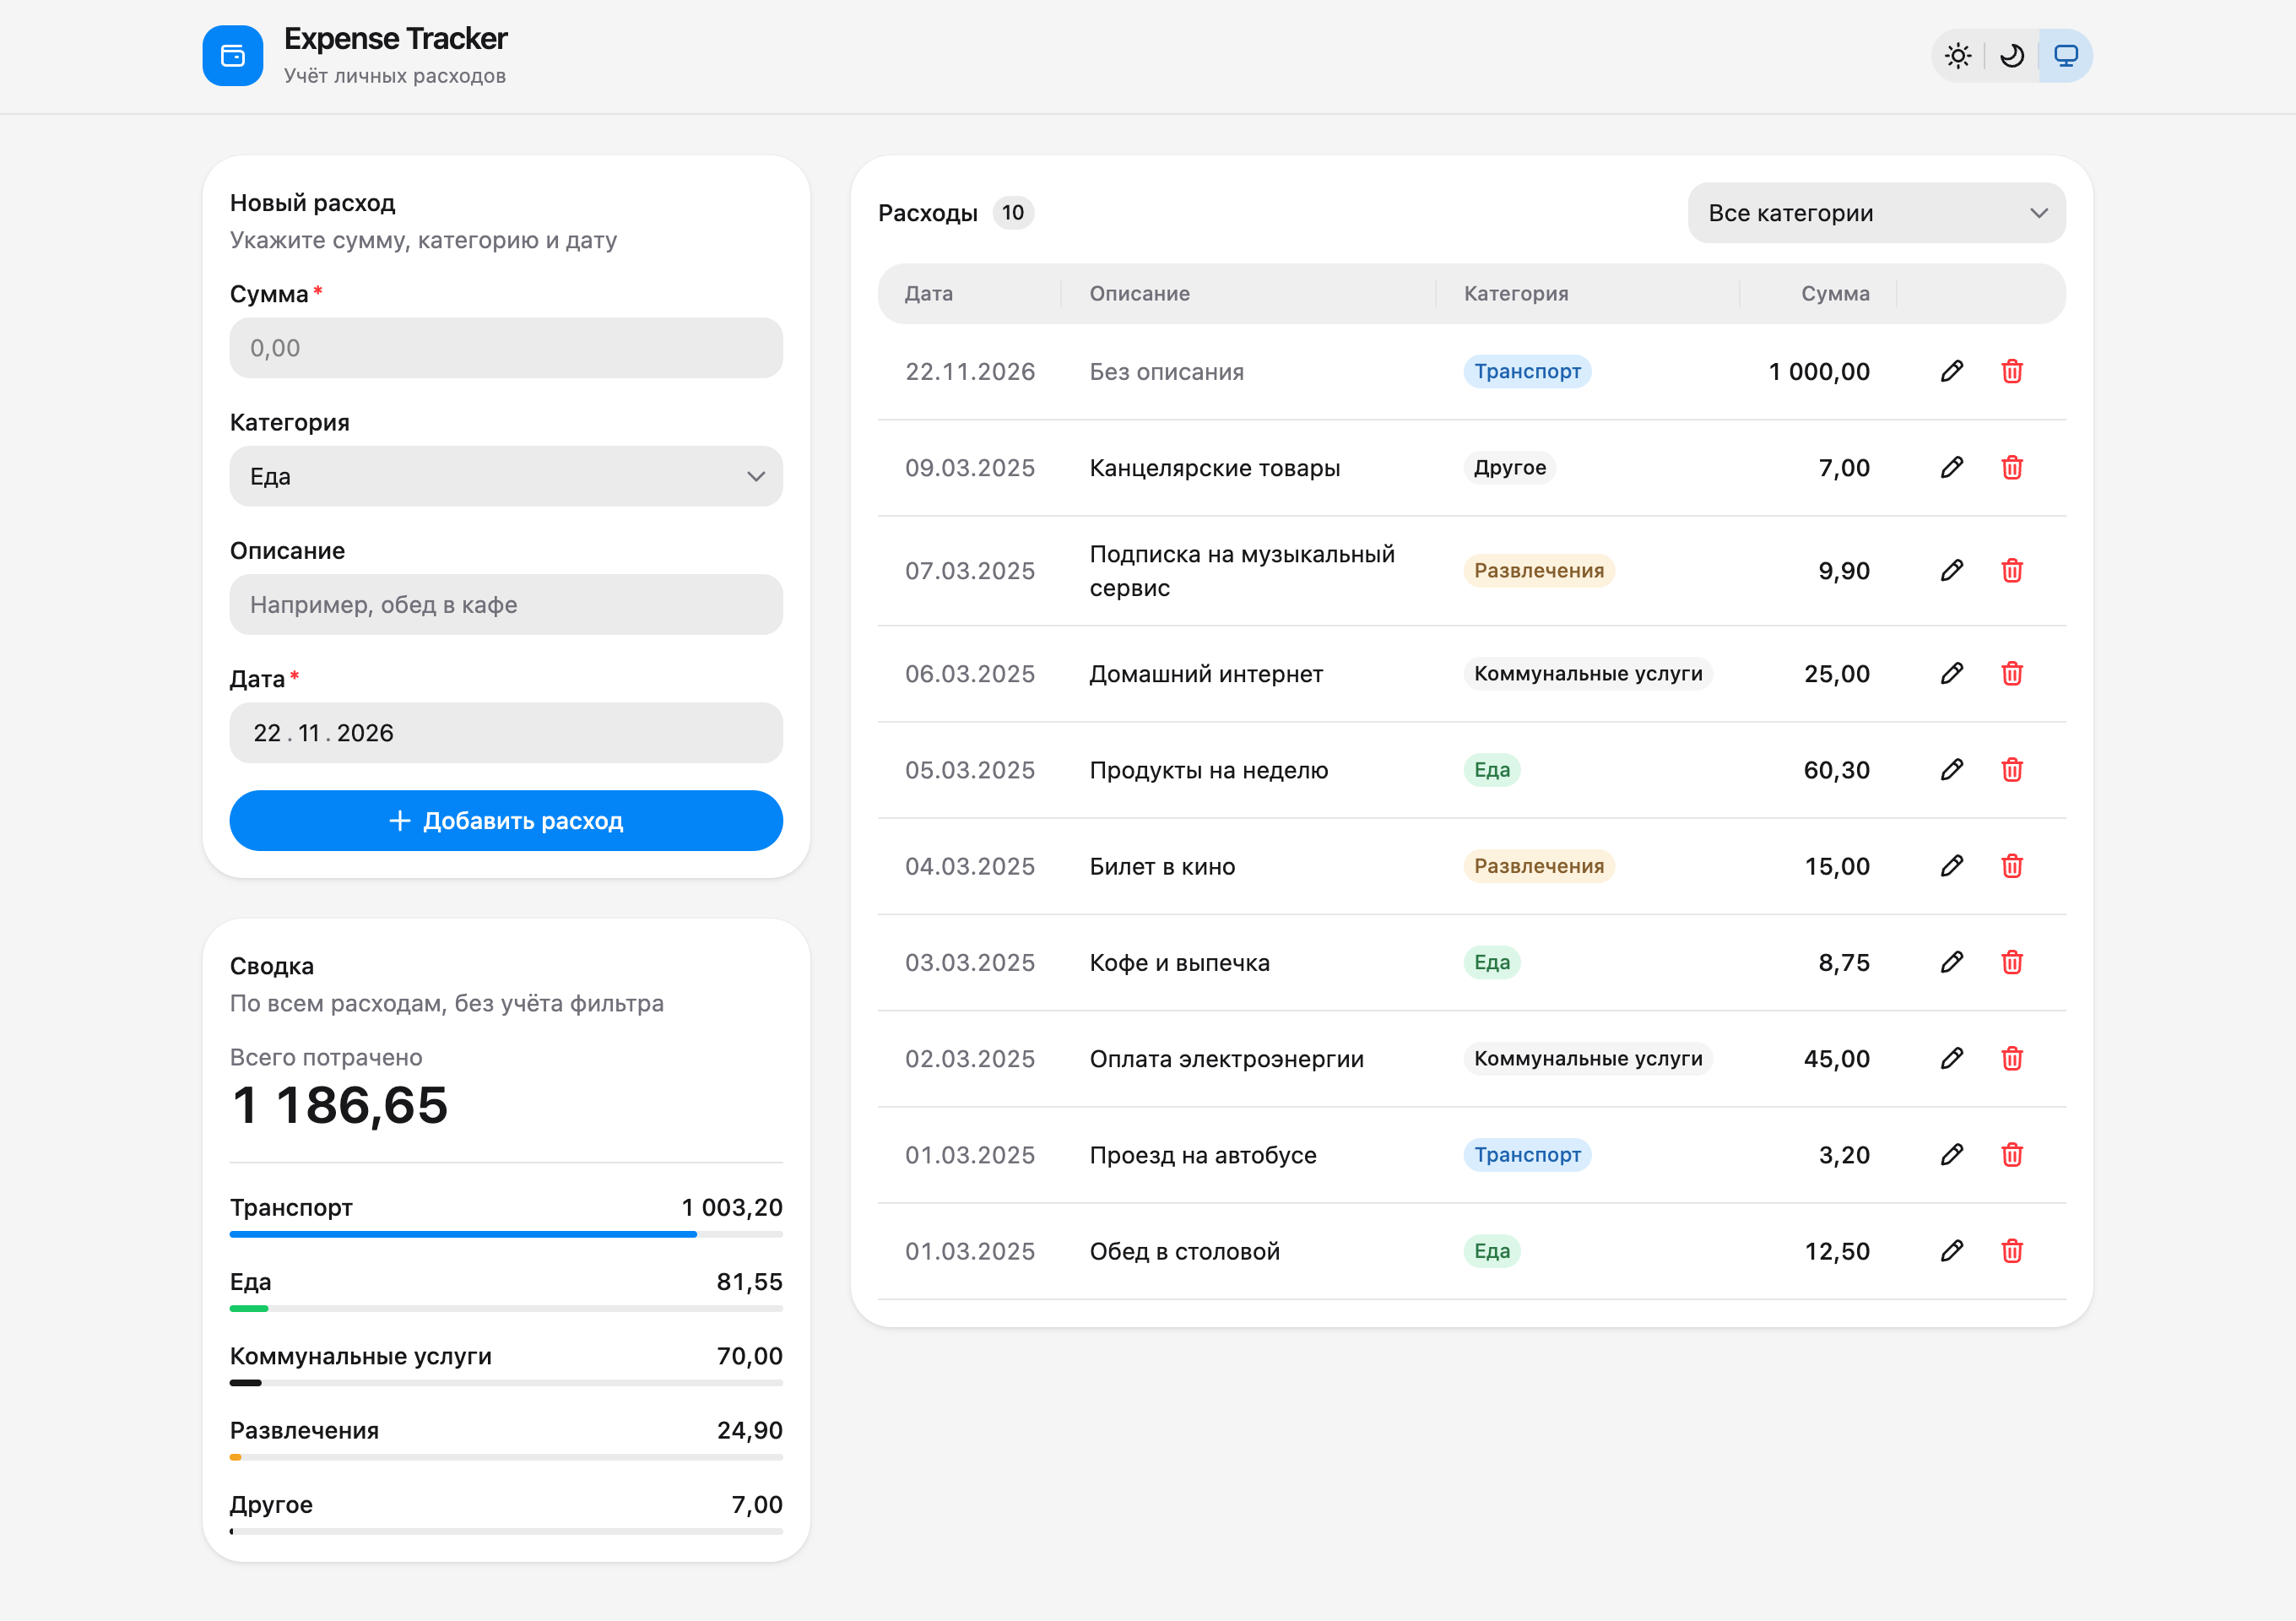 Expense Tracker
Учёт личных расходов
Новый расход
Укажите сумму, категорию и дату
Сумма*
0,00
Категория
Еда
Описание
Например, обед в кафе
Дата*
22.11.2026
Добавить расход
Сводка
По всем расходам, без учёта фильтра
Всего потрачено
1 186,65
Транспорт 1 003,20
Еда 81,55
Коммунальные услуги 70,00
Развлечения 24,90
Другое 7,00
Расходы 10
Все категории
Дата Описание Категория Сумма
22.11.2026 Без описания Транспорт 1 000,00
09.03.2025 Канцелярские товары Другое 7,00
07.03.2025 Подписка на музыкальный
сервис Развлечения 9,90
06.03.2025 Домашний интернет Коммунальные услуги 25,00
05.03.2025 Продукты на неделю Еда 60,30
04.03.2025 Билет в кино Развлечения 15,00
03.03.2025 Кофе и выпечка Еда 8,75
02.03.2025 Оплата электроэнергии Коммунальные услуги 45,00
01.03.2025 Проезд на автобусе Транспорт 3,20
01.03.2025 Обед в столовой Еда 12,50